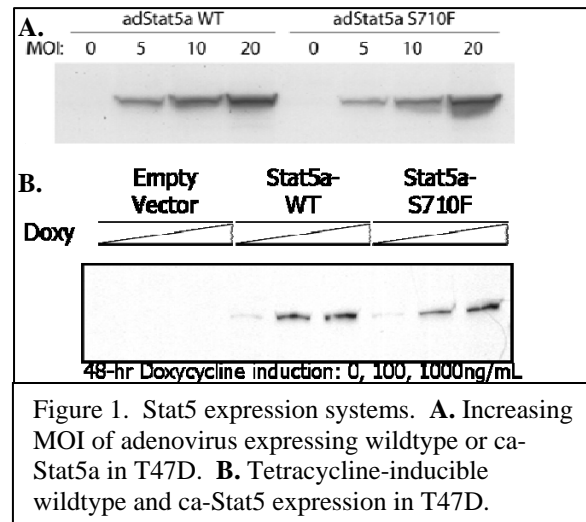 A.
adStat5a WT adStat5a S710F
MOI: 0 5 10 20 0 5 10 20
B.
Empty Vector Stat5a-WT Stat5a-S710F
Doxy
48-hr Doxycycline induction: 0, 100, 1000ng/mL
Figure 1. Stat5 expression systems. A. Increasing
MOI of adenovirus expressing wildtype or ca-
Stat5a in T47D. B. Tetracycline-inducible
wildtype and ca-Stat5 expression in T47D.